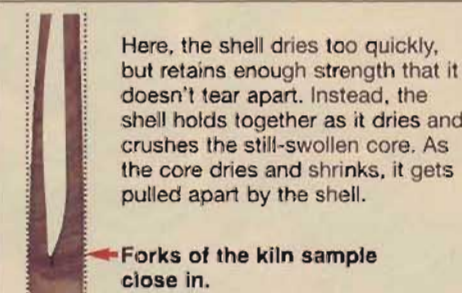 Here, the shell dries too quickly,
but retains enough strength that it
doesn't tear apart. Instead, the
shell holds together as it dries and
crushes the still-swollen core. As
the core dries and shrinks, it gets
pulled apart by the shell.
Forks of the kiln sample
close in.